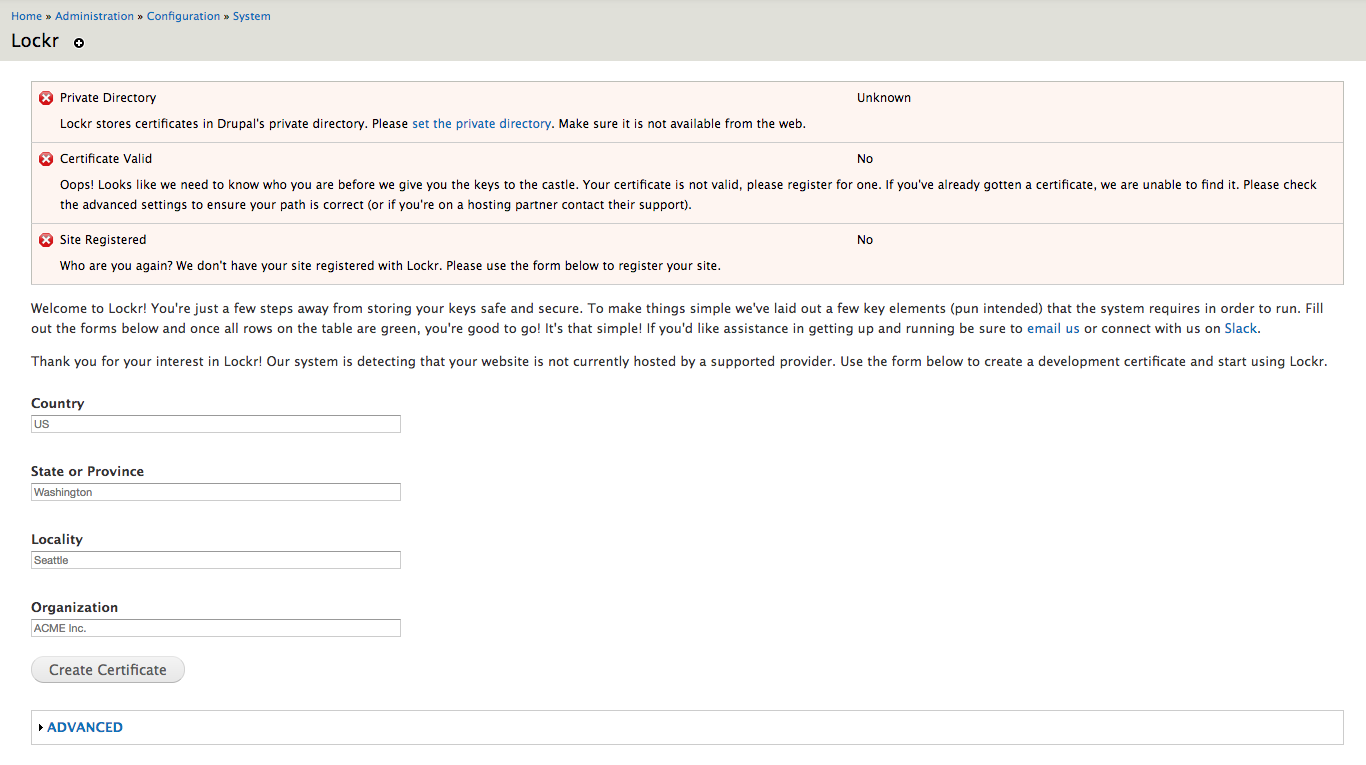 Home » Administration » Configuration » System
Lockr
Private Directory Unknown
Lockr stores certificates in Drupal's private directory. Please set the private directory. Make sure it is not available from the web.
Certificate Valid No
Oops! Looks like we need to know who you are before we give you the keys to the castle. Your certificate is not valid, please register for one. If you've already gotten a certificate, we are unable to find it. Please check
the advanced settings to ensure your path is correct (or if you're on a hosting partner contact their support).
Site Registered No
Who are you again? We don't have your site registered with Lockr. Please use the form below to register your site.
Welcome to Lockr! You're just a few steps away from storing your keys safe and secure. To make things simple we've laid out a few key elements (pun intended) that the system requires in order to run. Fill
out the forms below and once all rows on the table are green, you're good to go! It's that simple! If you'd like assistance in getting up and running be sure to email us or connect with us on Slack.
Thank you for your interest in Lockr! Our system is detecting that your website is not currently hosted by a supported provider. Use the form below to create a development certificate and start using Lockr.
Country
US
State or Province
Washington
Locality
Seattle
Organization
ACME Inc.
Create Certificate
ADVANCED